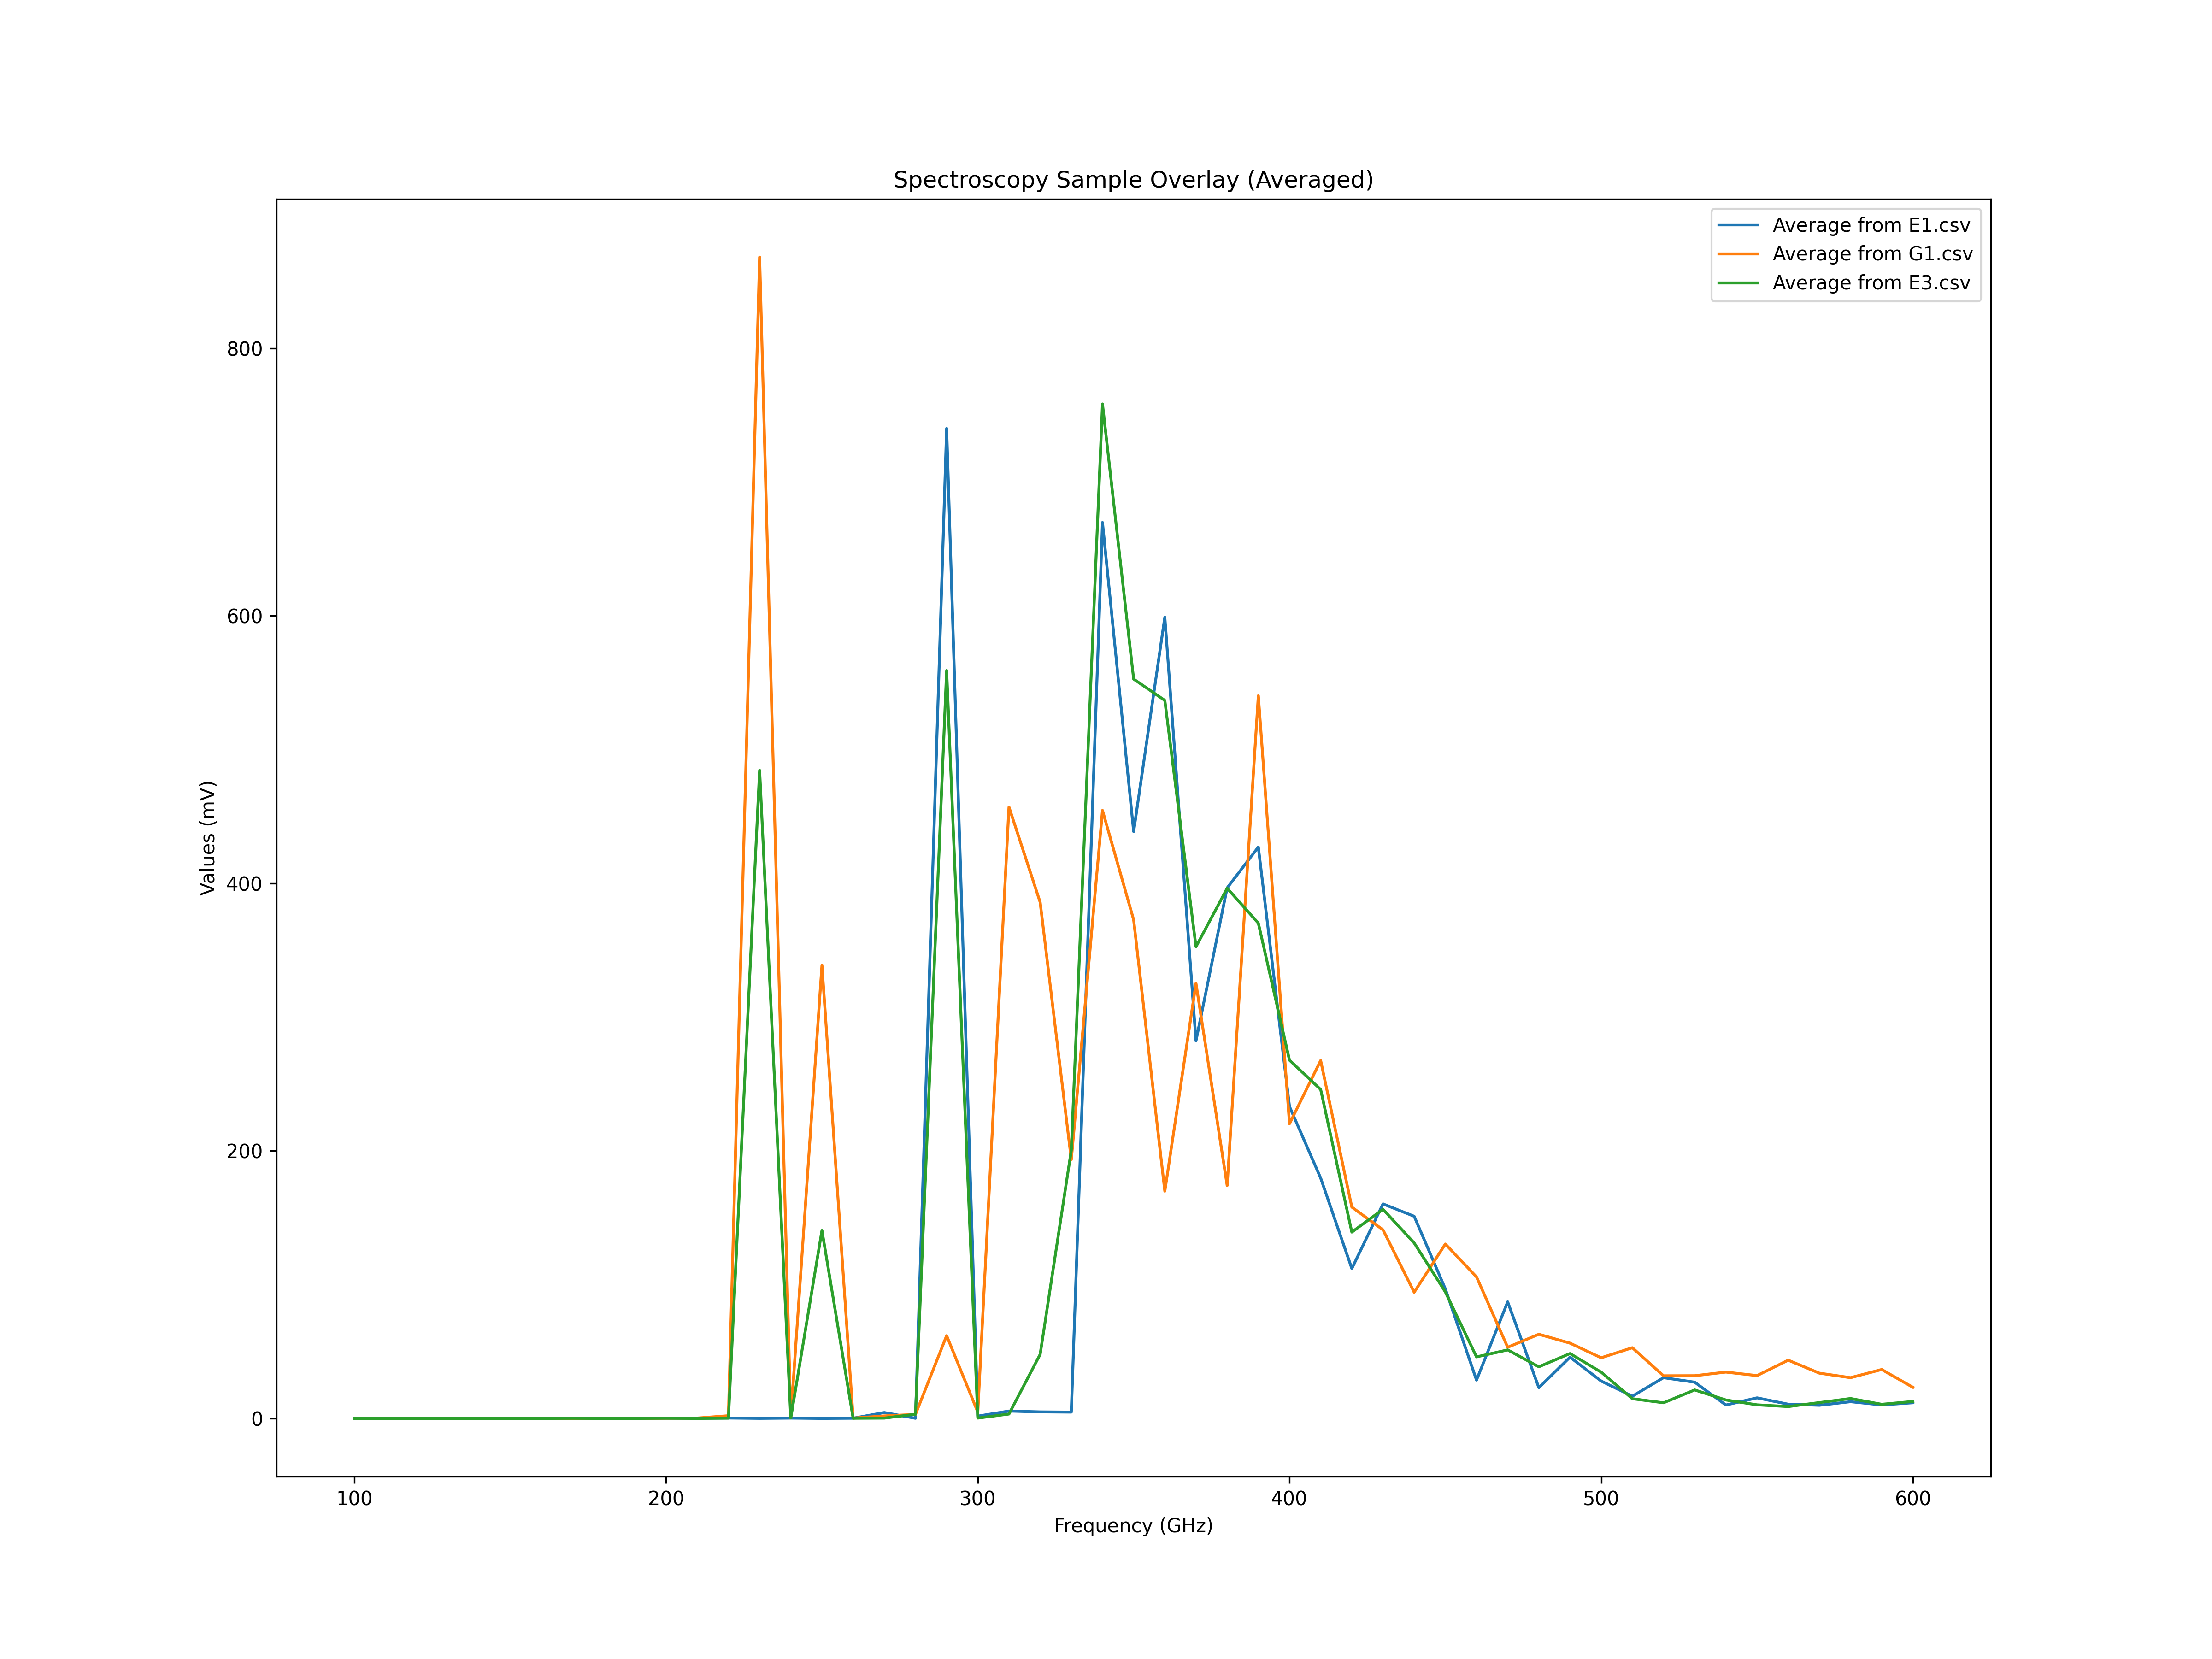 Spectroscopy Sample Overlay (Averaged)
Average from E1.csv
Average from G1.csv
Average from E3.csv
Values (mV)
800
600
400
200
0
100 200 300 400 500 600
Frequency (GHz)